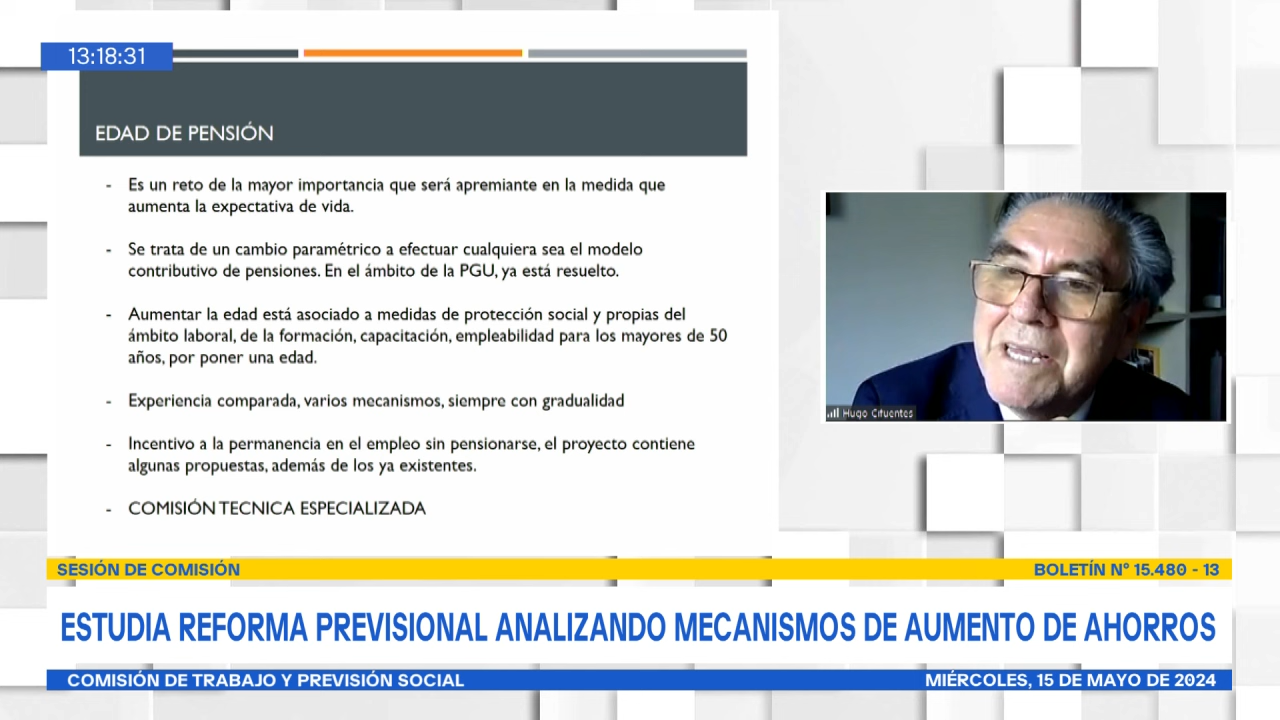 13:18:31
EDAD DE PENSIÓN
- Es un reto de la mayor importancia que será apremiante en la medida que
aumenta la expectativa de vida.
- Se trata de un cambio paramétrico a efectuar cualquiera sea el modelo
contributivo de pensiones. En el ámbito de la PGU, ya está resuelto.
- Aumentar la edad está asociado a medidas de protección social y propias del
ámbito laboral, de la formación, capacitación, empleabilidad para los mayores de 50
años, por poner una edad.
- Experiencia comparada, varios mecanismos, siempre con gradualidad
- Incentivo a la permanencia en el empleo sin pensionarse, el proyecto contiene
algunas propuestas, además de los ya existentes.
- COMISIÓN TECNICA ESPECIALIZADA
Hugo Cifuentes
SESIÓN DE COMISIÓN
BOLETÍN N° 15.480 - 13
ESTUDIA REFORMA PREVISIONAL ANALIZANDO MECANISMOS DE AUMENTO DE AHORROS
COMISIÓN DE TRABAJO Y PREVISIÓN SOCIAL
MIÉRCOLES, 15 DE MAYO DE 2024